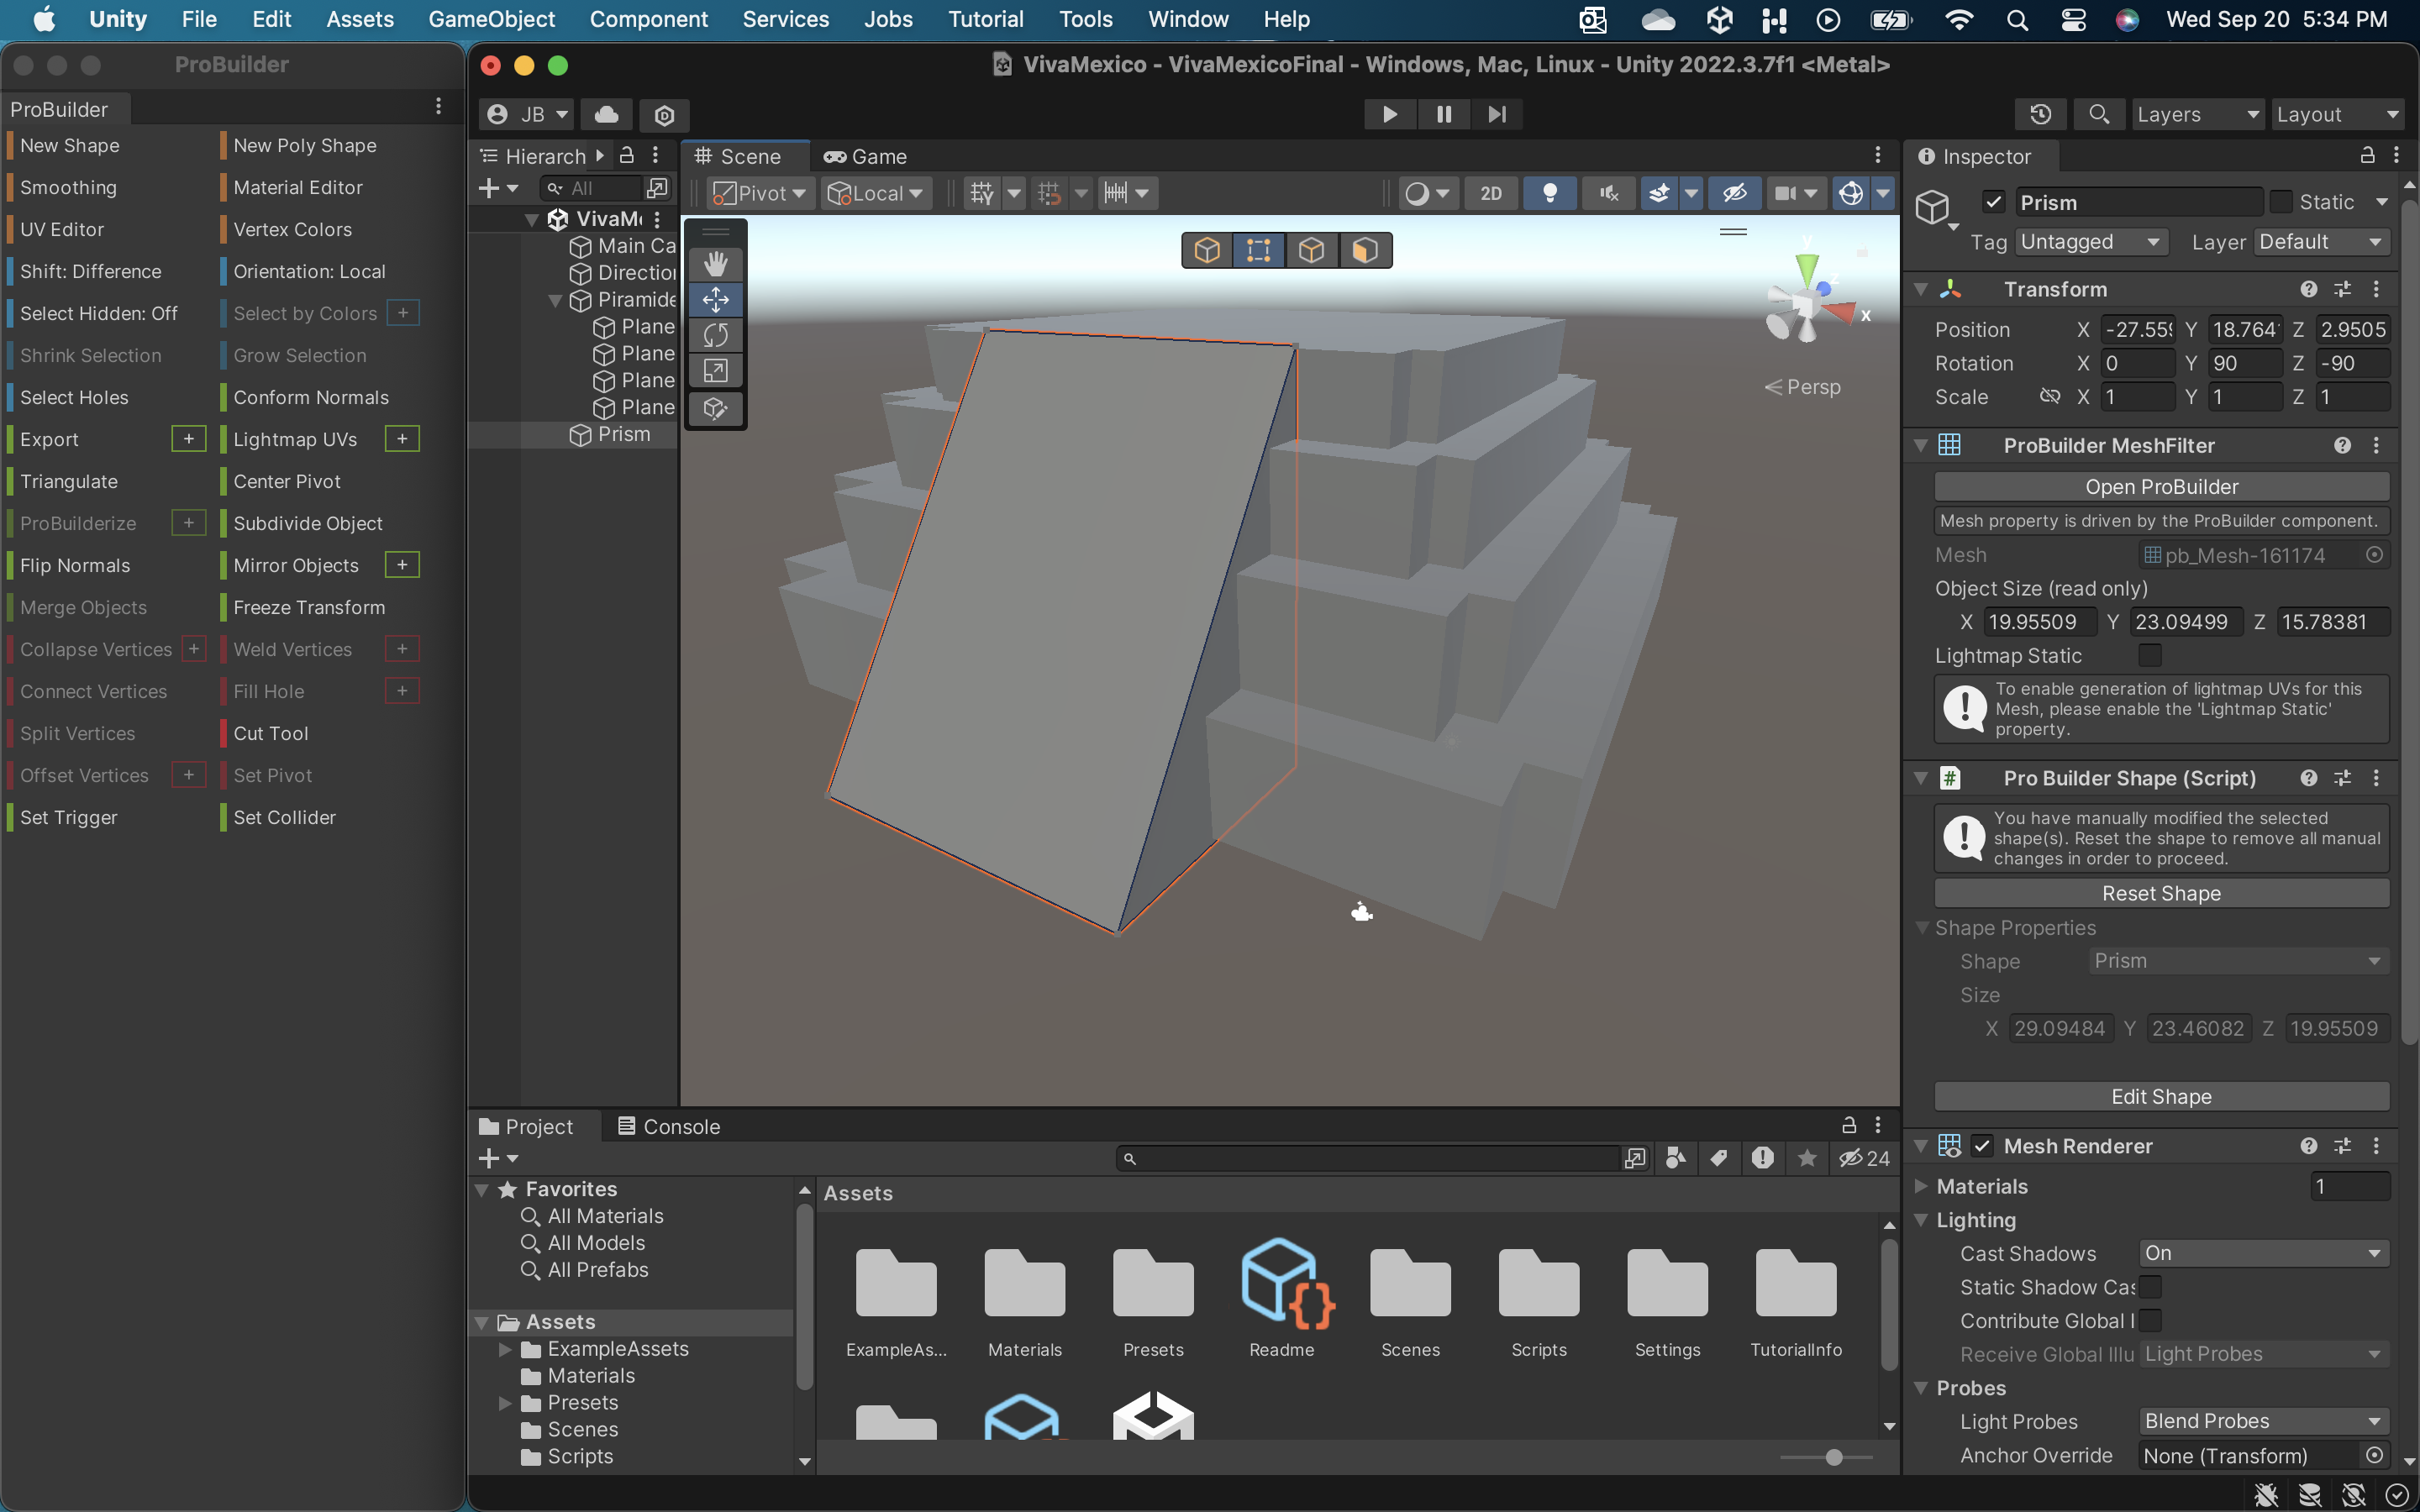 Unity File Edit Assets GameObject Component Services Jobs Tutorial Tools Window Help Wed Sep 20 5:34 PM
ProBuilder
ProBuilder
New Shape New Poly Shape
Smoothing Material Editor
UV Editor Vertex Colors
Shift: Difference Orientation: Local
Select Hidden: Off Select by Colors +
Shrink Selection Grow Selection
Select Holes Conform Normals
Export + Lightmap UVs +
Triangulate Center Pivot
ProBuilderize + Subdivide Object
Flip Normals Mirror Objects +
Merge Objects Freeze Transform
Collapse Vertices + Weld Vertices +
Connect Vertices Fill Hole +
Split Vertices Cut Tool
Offset Vertices + Set Pivot
Set Trigger Set Collider
VivaMexico - VivaMexicoFinal - Windows, Mac, Linux - Unity 2022.3.7f1 <Metal>
JB Layers Layout
Hierarch
All
VivaM
Main Ca
Directio
Piramide
Plane
Plane
Plane
Plane
Prism
Scene Game
Pivot Local 2D
y
z
x
Persp
Inspector
Prism Static
Tag Untagged Layer Default
Transform
Position X -27.559 Y 18.764 Z 2.9505
Rotation X 0 Y 90 Z -90
Scale X 1 Y 1 Z 1
ProBuilder MeshFilter
Open ProBuilder
Mesh property is driven by the ProBuilder component.
Mesh pb_Mesh-161174
Object Size (read only)
X 19.95509 Y 23.09499 Z 15.78381
Lightmap Static
To enable generation of lightmap UVs for this
Mesh, please enable the 'Lightmap Static'
property.
Pro Builder Shape (Script)
You have manually modified the selected
shape(s). Reset the shape to remove all manual
changes in order to proceed.
Reset Shape
Shape Properties
Shape Prism
Size
X 29.09484 Y 23.46082 Z 19.95509
Edit Shape
Mesh Renderer
Materials 1
Lighting
Cast Shadows On
Static Shadow Cas
Contribute Global I
Receive Global Illu Light Probes
Probes
Light Probes Blend Probes
Anchor Override None (Transform)
Project Console
24
Favorites
All Materials
All Models
All Prefabs
Assets
ExampleAssets
Materials
Presets
Scenes
Scripts
Assets
ExampleAs... Materials Presets Readme Scenes Scripts Settings TutorialInfo